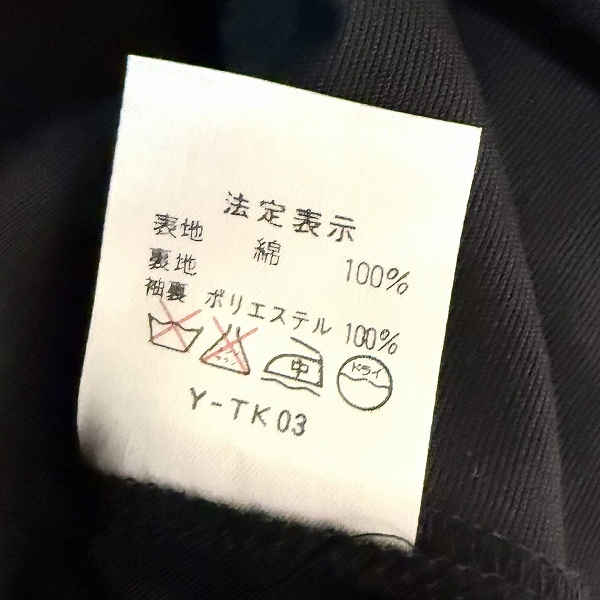 法定表示
表地 綿 100%
裏地
袖裏 ポリエステル 100%
中 ドライ
Y-TK03